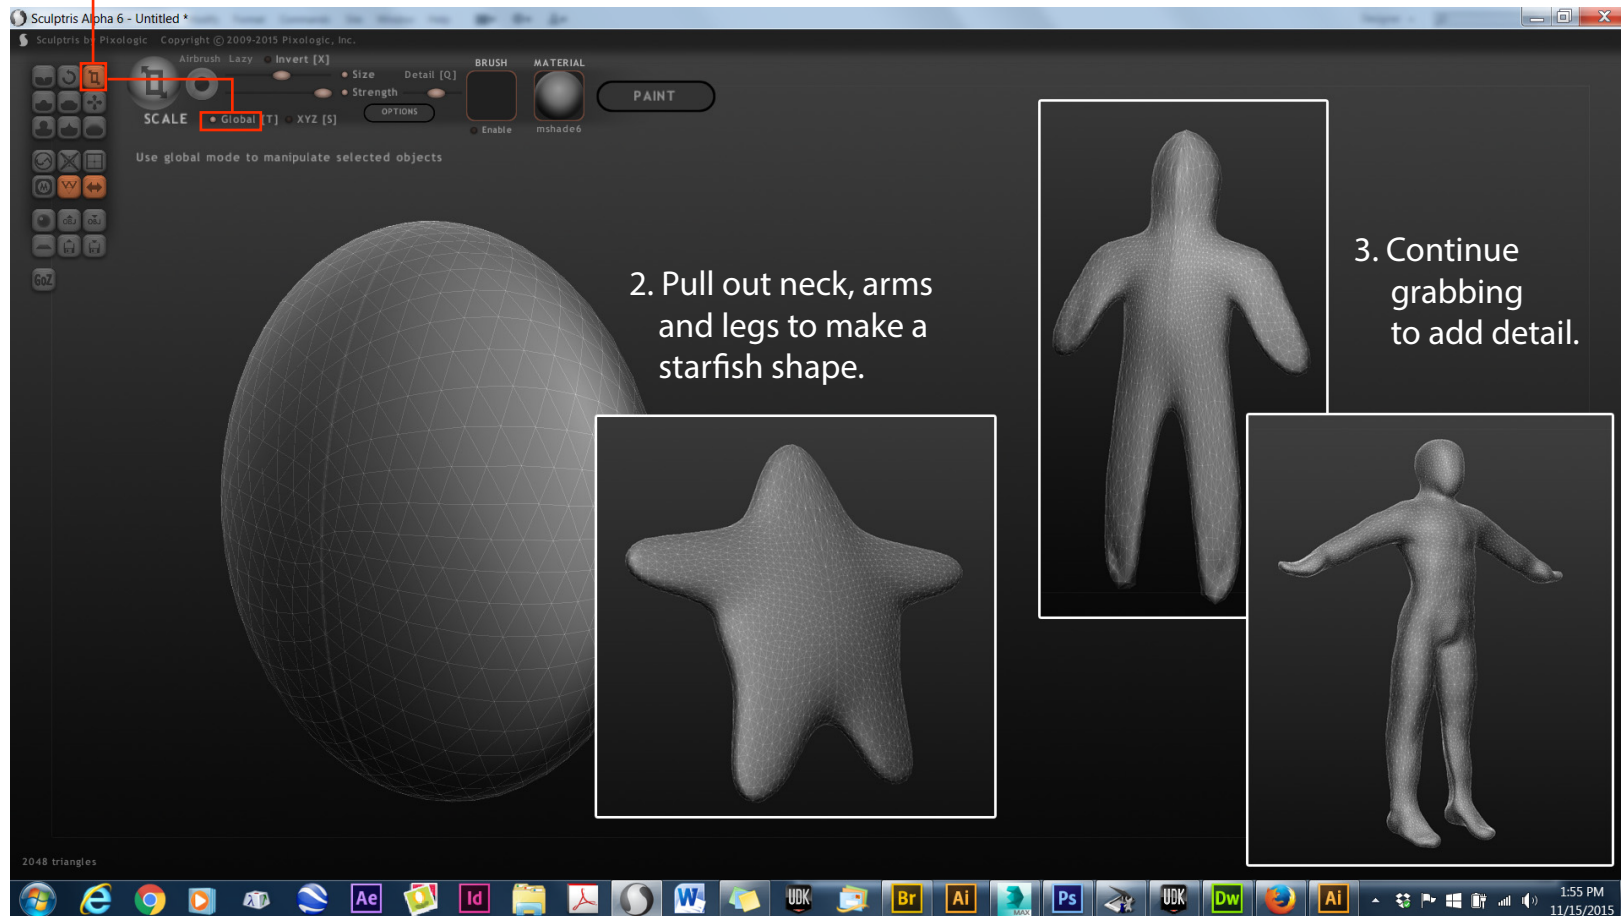 Sculptris Alpha 6 - Untitled *
Sculptris by Pixologic Copyright © 2009-2015 Pixologic, Inc.
Airbrush Lazy Invert [X]
Size Detail [Q]
Strength
BRUSH MATERIAL
SCALE Global [T] XYZ [S]
OPTIONS
Enable mshade6
PAINT
Use global mode to manipulate selected objects
GoZ
2. Pull out neck, arms
and legs to make a
starfish shape.
3. Continue
grabbing
to add detail.
2048 triangles
Ae
Id
W
UDK
Br
Ai
MAX
Ps
UDK
Dw
Ai
1:55 PM
11/15/2015